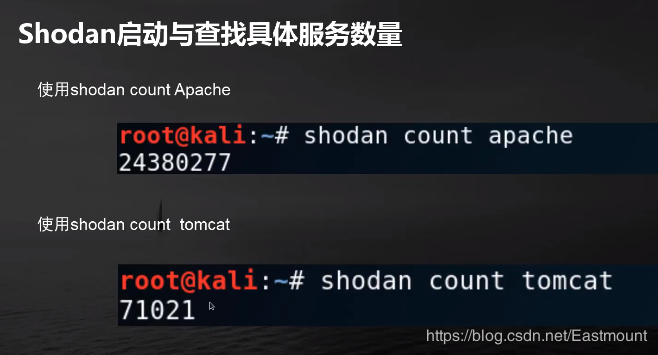 Shodan启动与查找具体服务数量
使用shodan count Apache
root@kali:~# shodan count apache
24380277
使用shodan count  tomcat
root@kali:~# shodan count tomcat
71021
https://blog.csdn.net/Eastmount